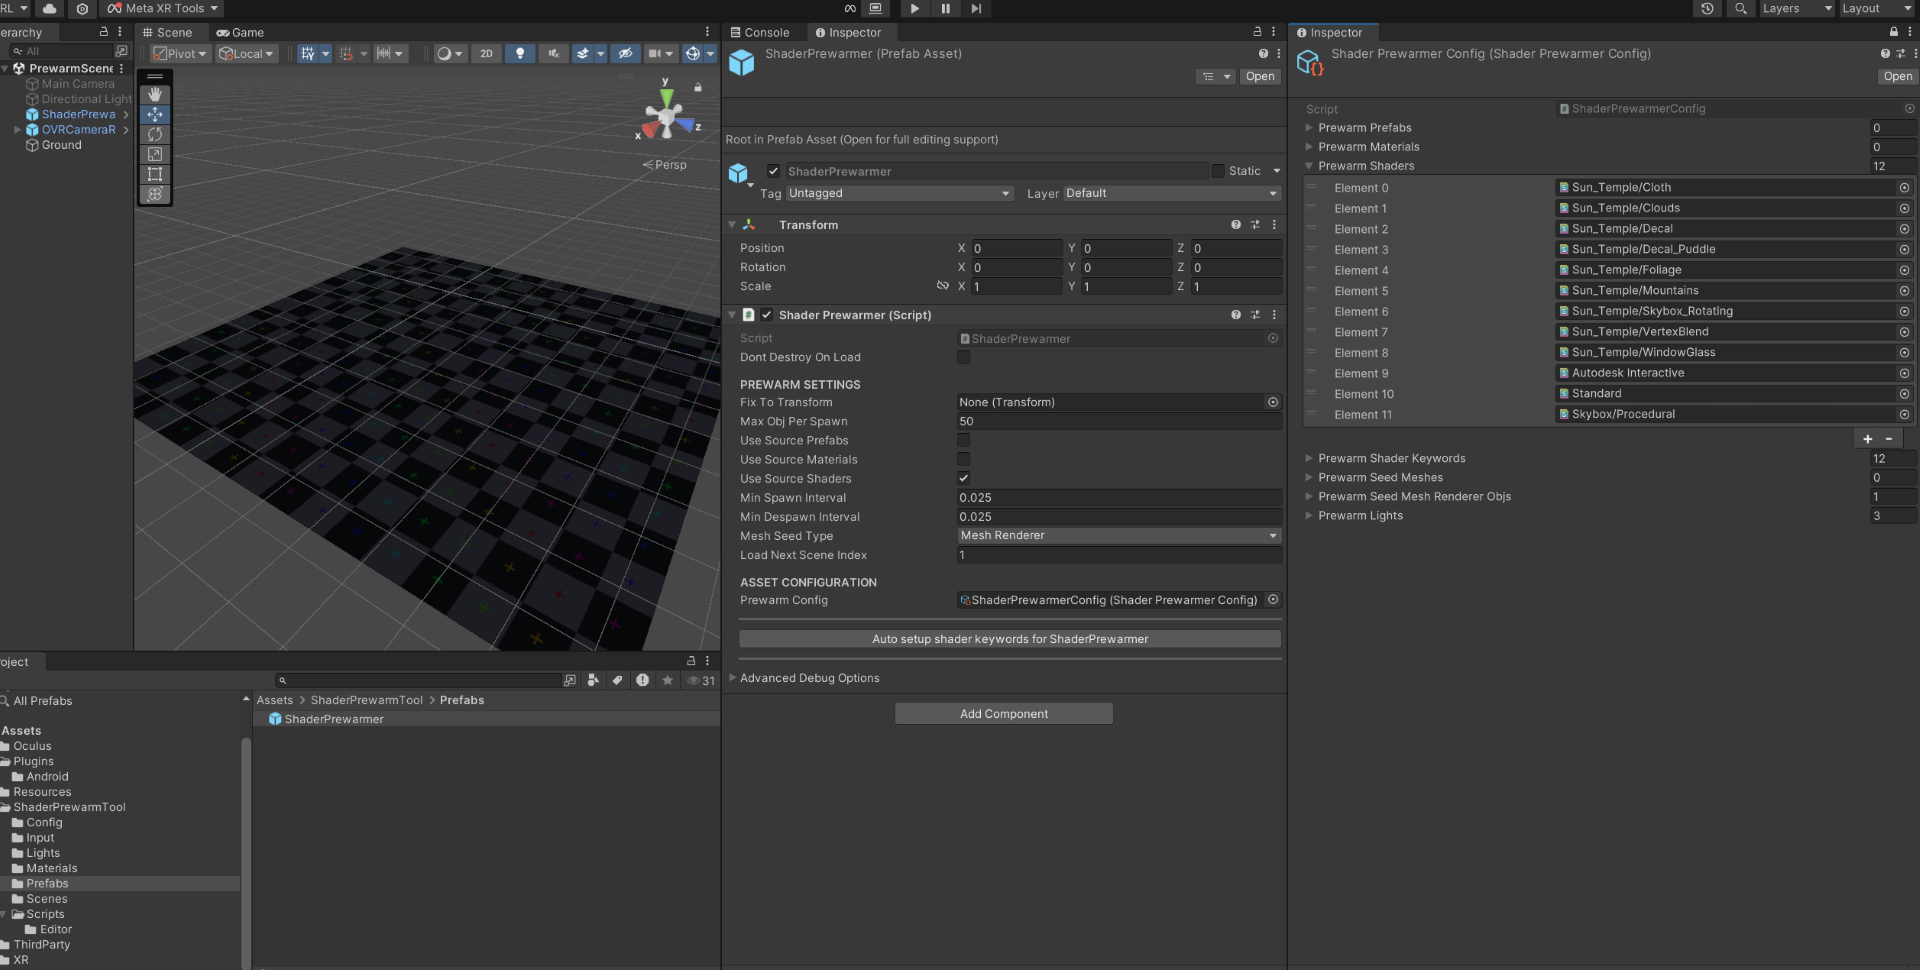 RL
Meta XR Tools
Layers
Layout
erarchy
Scene
Game
Console
Inspector
Inspector
All
Pivot
Local
2D
PrewarmScene
Main Camera
Directional Light
ShaderPrewa
OVRCameraR
Ground
y
x
z
Persp
ShaderPrewarmer (Prefab Asset)
Open
Root in Prefab Asset (Open for full editing support)
ShaderPrewarmer
Static
Tag Untagged
Layer Default
Transform
Position X 0 Y 0 Z 0
Rotation X 0 Y 0 Z 0
Scale X 1 Y 1 Z 1
Shader Prewarmer (Script)
Script ShaderPrewarmer
Dont Destroy On Load
PREWARM SETTINGS
Fix To Transform None (Transform)
Max Obj Per Spawn 50
Use Source Prefabs
Use Source Materials
Use Source Shaders
Min Spawn Interval 0.025
Min Despawn Interval 0.025
Mesh Seed Type Mesh Renderer
Load Next Scene Index 1
ASSET CONFIGURATION
Prewarm Config ShaderPrewarmerConfig (Shader Prewarmer Config)
Auto setup shader keywords for ShaderPrewarmer
Advanced Debug Options
Add Component
Shader Prewarmer Config (Shader Prewarmer Config)
Open
Script ShaderPrewarmerConfig
Prewarm Prefabs 0
Prewarm Materials 0
Prewarm Shaders 12
Element 0 Sun_Temple/Cloth
Element 1 Sun_Temple/Clouds
Element 2 Sun_Temple/Decal
Element 3 Sun_Temple/Decal_Puddle
Element 4 Sun_Temple/Foliage
Element 5 Sun_Temple/Mountains
Element 6 Sun_Temple/Skybox_Rotating
Element 7 Sun_Temple/VertexBlend
Element 8 Sun_Temple/WindowGlass
Element 9 Autodesk Interactive
Element 10 Standard
Element 11 Skybox/Procedural
+ -
Prewarm Shader Keywords 12
Prewarm Seed Meshes 0
Prewarm Seed Mesh Renderer Objs 1
Prewarm Lights 3
oject
31
All Prefabs
Assets > ShaderPrewarmTool > Prefabs
ShaderPrewarmer
Assets
Oculus
Plugins
Android
Resources
ShaderPrewarmTool
Config
Input
Lights
Materials
Prefabs
Scenes
Scripts
Editor
ThirdParty
XR